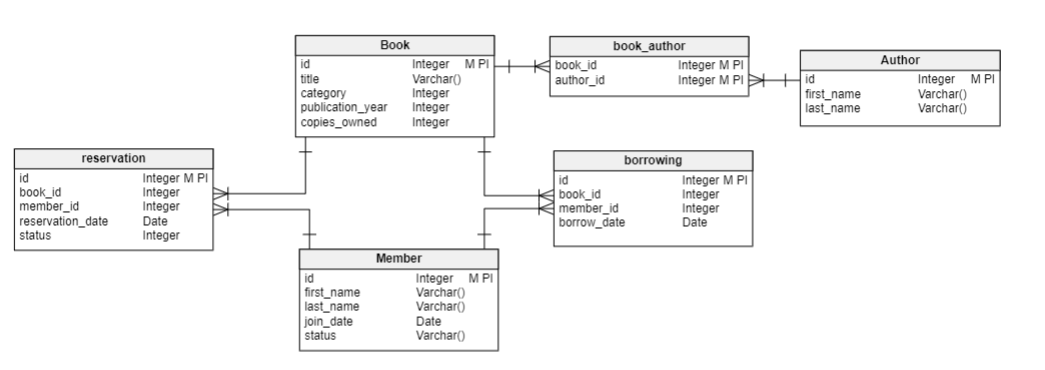 Book
id Integer M PI
title Varchar()
category Integer
publication_year Integer
copies_owned Integer
book_author
book_id Integer M PI
author_id Integer M PI
Author
id Integer M PI
first_name Varchar()
last_name Varchar()
reservation
id Integer M PI
book_id Integer
member_id Integer
reservation_date Date
status Integer
borrowing
id Integer M PI
book_id Integer
member_id Integer
borrow_date Date
Member
id Integer M PI
first_name Varchar()
last_name Varchar()
join_date Date
status Varchar()